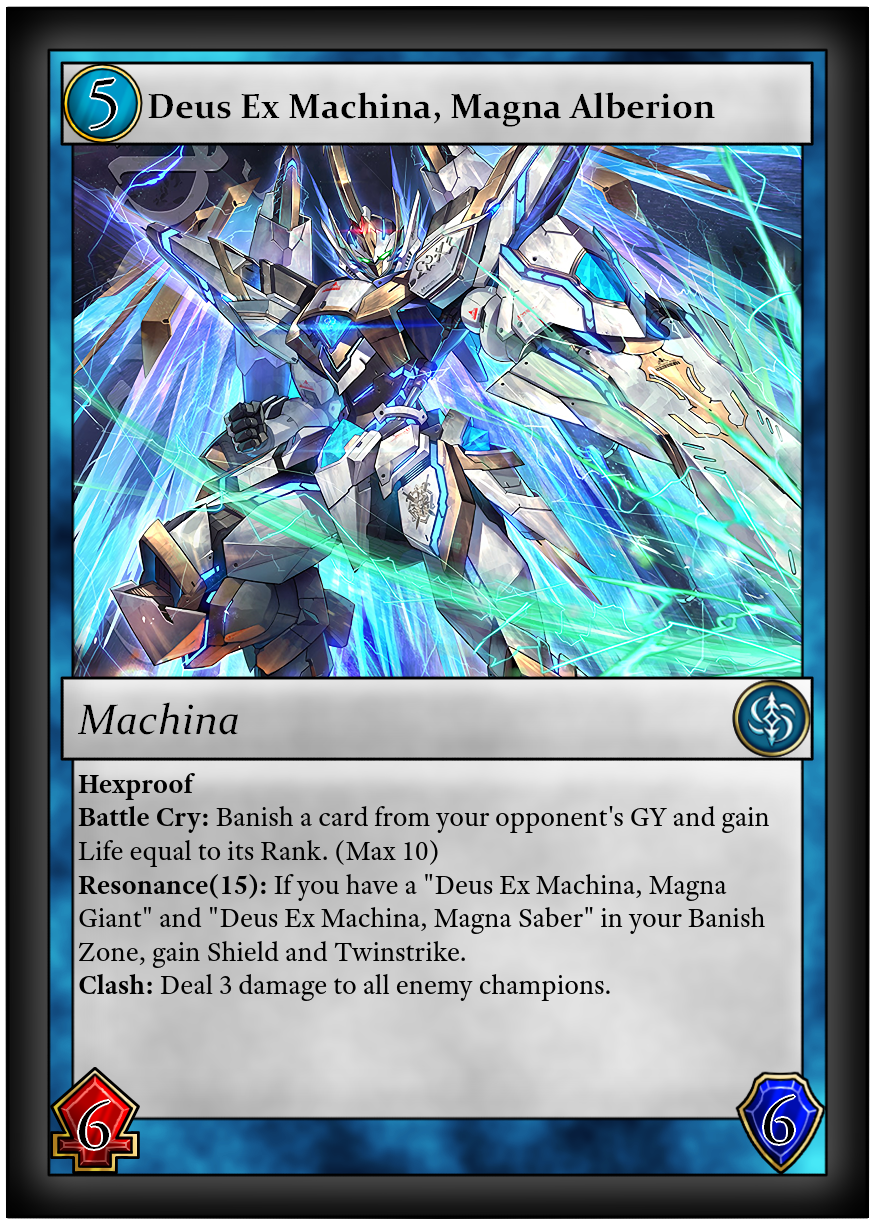 5
Deus Ex Machina, Magna Alberion
A
A
Machina
Hexproof
Battle Cry: Banish a card from your opponent's GY and gain
Life equal to its Rank. (Max 10)
Resonance(15): If you have a "Deus Ex Machina, Magna
Giant" and "Deus Ex Machina, Magna Saber" in your Banish
Zone, gain Shield and Twinstrike.
Clash: Deal 3 damage to all enemy champions.
6
6